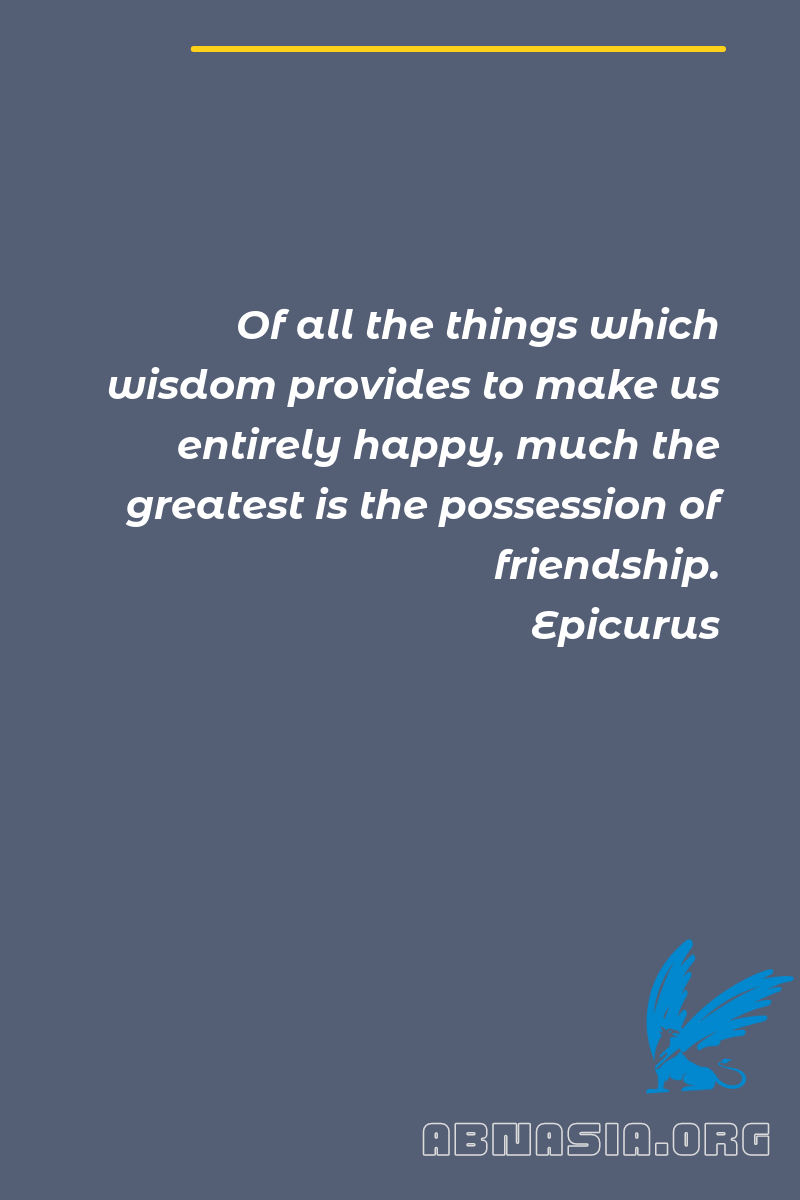 Of all the things which
wisdom provides to make us
entirely happy, much the
greatest is the possession of
friendship.
Epicurus
ABNASIA.ORG